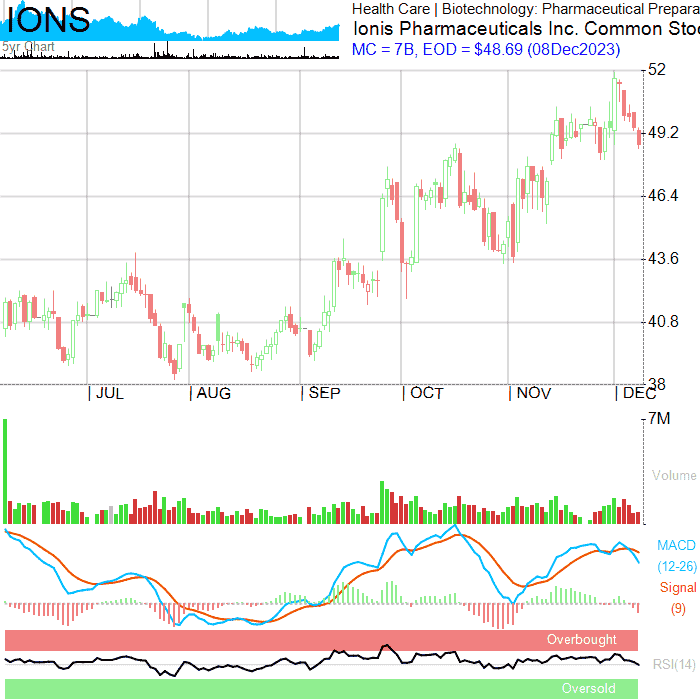 IONS
5yr Chart
Health Care | Biotechnology: Pharmaceutical Prepara
Ionis Pharmaceuticals Inc. Common Sto
MC = 7B, EOD = $48.69 (08Dec2023)
52
49.2
46.4
43.6
40.8
38
JUL AUG SEP OCT NOV DEC
7M
Volume
MACD
(12-26)
Signal
(9)
Overbought
RSI(14)
Oversold